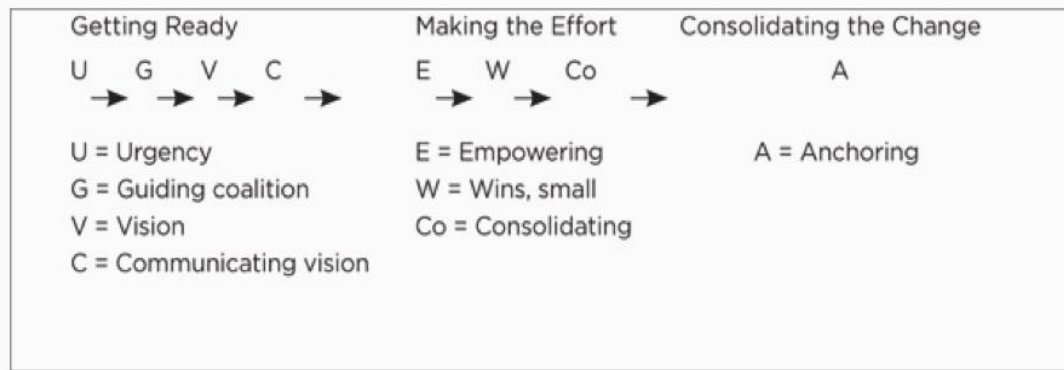 Getting Ready Making the Effort Consolidating the Change
U G V C E W Co A
U = Urgency E = Empowering A = Anchoring
G = Guiding coalition W = Wins, small
V = Vision Co = Consolidating
C = Communicating vision